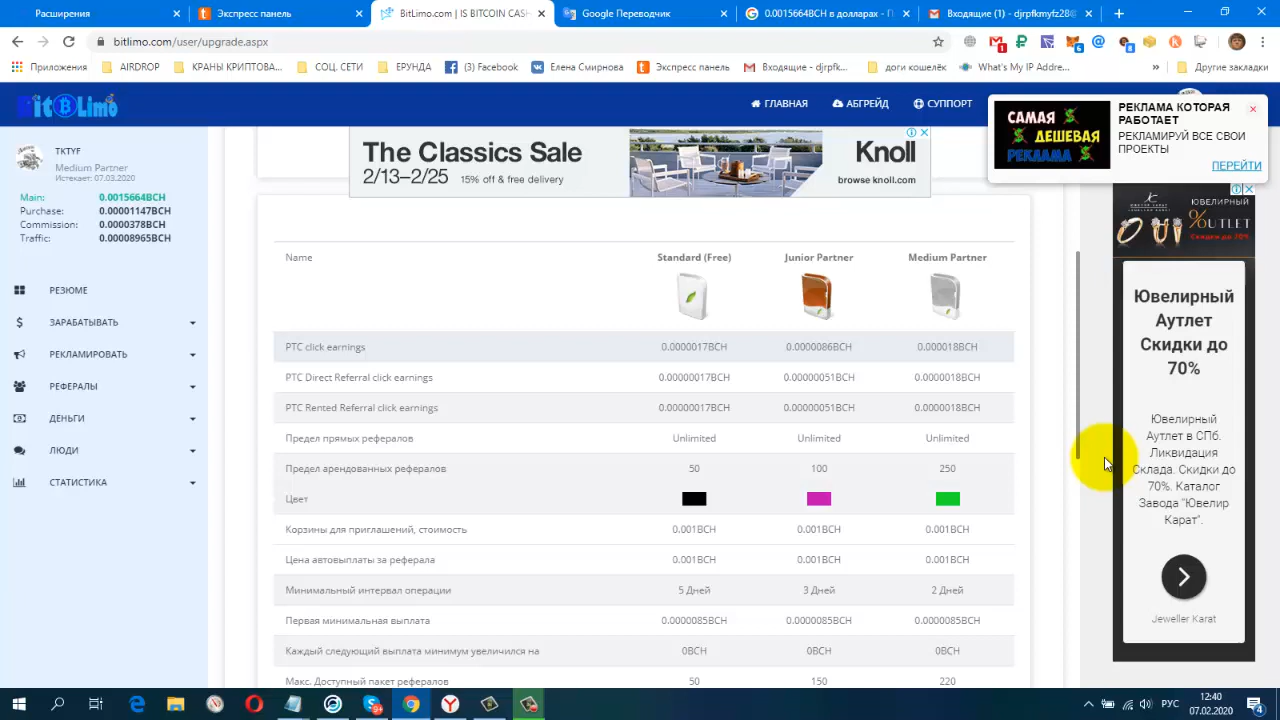 Расширения
Экспресс панель
BitLimo.com | IS BITCOIN CASH
Google Переводчик
0.0015664BCH в долларах - П
Входящие (1) - djrpfkmyfz28@
bitlimo.com/user/upgrade.aspx
Приложения
AIRDROP
КРАНЫ КРИПТОВА...
СОЦ. СЕТИ
ЕРУНДА
(3) Facebook
Елена Смирнова
Экспресс панель
Входящие - djrpfk...
доги кошелёк
What's My IP Addre...
Другие закладки
BitLimo
ГЛАВНАЯ
АБГРЕЙД
СУППОРТ
САМАЯ
ДЕШЕВАЯ
РЕКЛАМА
РЕКЛАМА КОТОРАЯ
РАБОТАЕТ
РЕКЛАМИРУЙ ВСЕ СВОИ
ПРОЕКТЫ
ПЕРЕЙТИ
TKTYF
Medium Partner
Истекает: 07.03.2020
Main: 0.0015664BCH
Purchase: 0.00001147BCH
Commission: 0.0000378BCH
Traffic: 0.00008965BCH
РЕЗЮМЕ
ЗАРАБАТЫВАТЬ
РЕКЛАМИРОВАТЬ
РЕФЕРАЛЫ
ДЕНЬГИ
ЛЮДИ
СТАТИСТИКА
The Classics Sale
2/13–2/25 15% off & free delivery
Knoll
browse knoll.com
Name Standard (Free) Junior Partner Medium Partner
PTC click earnings 0.0000017BCH 0.0000086BCH 0.000018BCH
PTC Direct Referral click earnings 0.00000017BCH 0.00000051BCH 0.0000018BCH
PTC Rented Referral click earnings 0.00000017BCH 0.00000051BCH 0.0000018BCH
Предел прямых рефералов Unlimited Unlimited Unlimited
Предел арендованных рефералов 50 100 250
Цвет
Корзины для приглашений, стоимость 0.001BCH 0.001BCH 0.001BCH
Цена автовыплаты за реферала 0.001BCH 0.001BCH 0.001BCH
Минимальный интервал операции 5 Дней 3 Дней 2 Дней
Первая минимальная выплата 0.0000085BCH 0.0000085BCH 0.0000085BCH
Каждый следующий выплата минимум увеличился на 0BCH 0BCH 0BCH
Макс. Доступный пакет рефералов 50 150 220
ЮВЕЛИРНЫЙ
%UTLET
Скидки до 70%
Ювелирный
Аутлет
Скидки до
70%
Ювелирный
Аутлет в СПб.
Ликвидация
Склада. Скидки до
70%. Каталог
Завода "Ювелир
Карат".
Jeweller Karat
РУС
12:40
07.02.2020